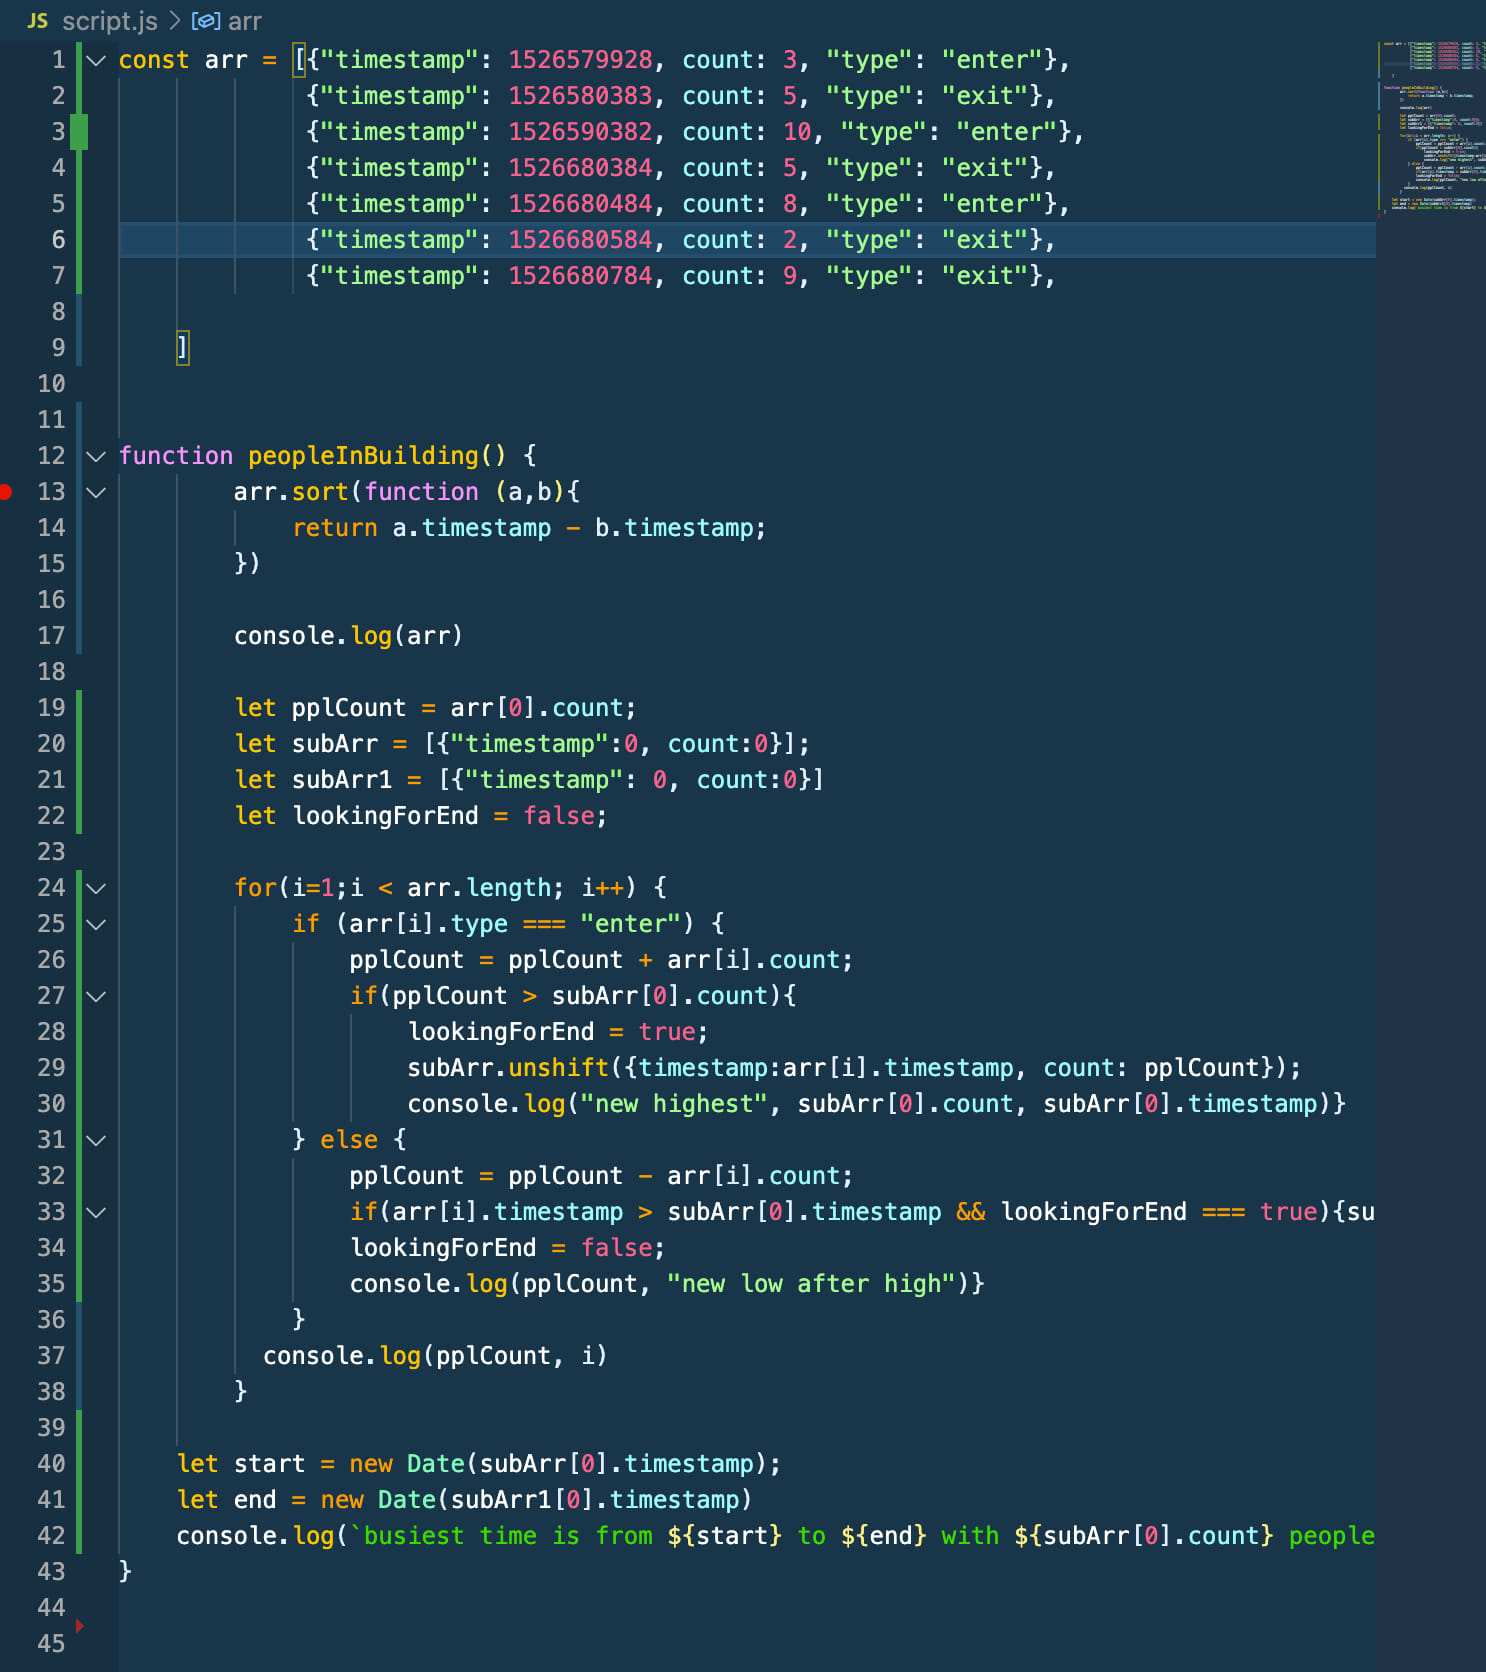 JS script.js > arr
1 const arr = [{"timestamp": 1526579928, count: 3, "type": "enter"},
2 {"timestamp": 1526580383, count: 5, "type": "exit"},
3 {"timestamp": 1526590382, count: 10, "type": "enter"},
4 {"timestamp": 1526680384, count: 5, "type": "exit"},
5 {"timestamp": 1526680484, count: 8, "type": "enter"},
6 {"timestamp": 1526680584, count: 2, "type": "exit"},
7 {"timestamp": 1526680784, count: 9, "type": "exit"},
8
9 ]
10
11
12 function peopleInBuilding() {
13 arr.sort(function (a,b){
14 return a.timestamp - b.timestamp;
15 })
16
17 console.log(arr)
18
19 let pplCount = arr[0].count;
20 let subArr = [{"timestamp":0, count:0}];
21 let subArr1 = [{"timestamp": 0, count:0}]
22 let lookingForEnd = false;
23
24 for(i=1;i < arr.length; i++) {
25 if (arr[i].type === "enter") {
26 pplCount = pplCount + arr[i].count;
27 if(pplCount > subArr[0].count){
28 lookingForEnd = true;
29 subArr.unshift({timestamp:arr[i].timestamp, count: pplCount});
30 console.log("new highest", subArr[0].count, subArr[0].timestamp)}
31 } else {
32 pplCount = pplCount - arr[i].count;
33 if(arr[i].timestamp > subArr[0].timestamp && lookingForEnd === true){su
34 lookingForEnd = false;
35 console.log(pplCount, "new low after high")}
36 }
37 console.log(pplCount, i)
38 }
39
40 let start = new Date(subArr[0].timestamp);
41 let end = new Date(subArr1[0].timestamp)
42 console.log(`busiest time is from ${start} to ${end} with ${subArr[0].count} people
43 }
44
45